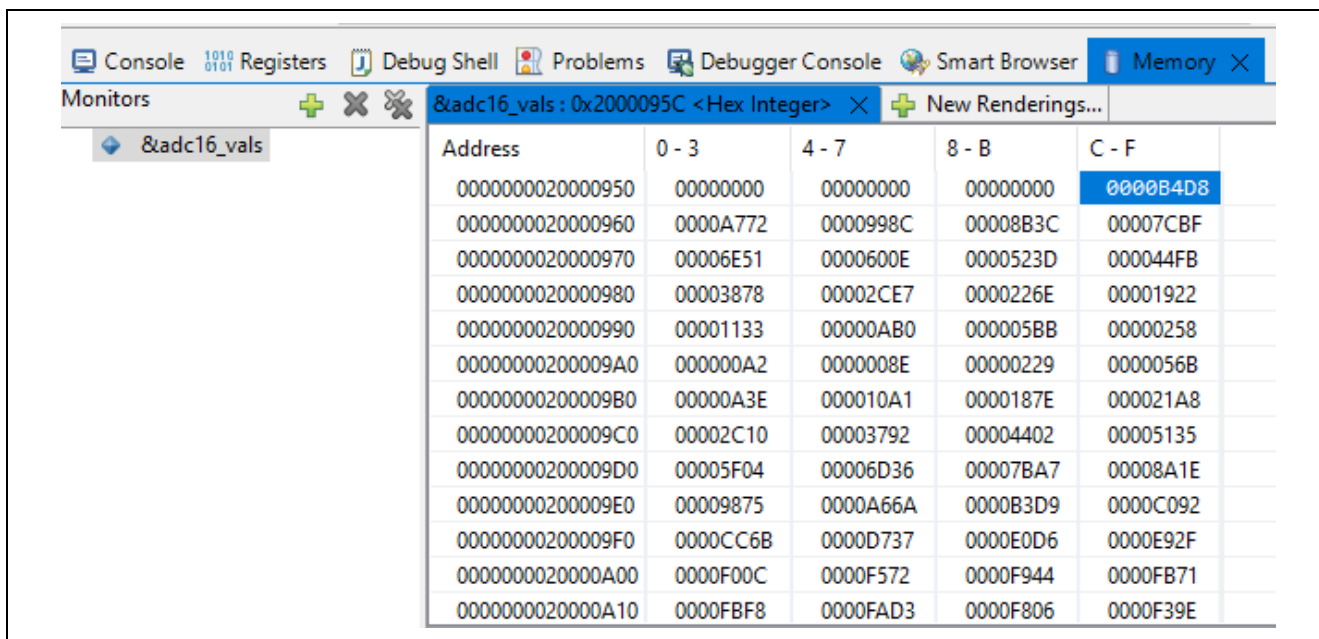 Console Registers Debug Shell Problems Debugger Console Smart Browser Memory
Monitors &adc16_vals : 0x2000095C <Hex Integer> New Renderings...
&adc16_vals
Address 0 - 3 4 - 7 8 - B C - F
0000000020000950 00000000 00000000 00000000 0000B4D8
0000000020000960 0000A772 0000998C 00008B3C 00007CBF
0000000020000970 00006E51 0000600E 0000523D 000044FB
0000000020000980 00003878 00002CE7 0000226E 00001922
0000000020000990 00001133 00000AB0 000005BB 00000258
00000000200009A0 000000A2 0000008E 00000229 0000056B
00000000200009B0 00000A3E 000010A1 0000187E 000021A8
00000000200009C0 00002C10 00003792 00004402 00005135
00000000200009D0 00005F04 00006D36 00007BA7 00008A1E
00000000200009E0 00009875 0000A66A 0000B3D9 0000C092
00000000200009F0 0000CC6B 0000D737 0000E0D6 0000E92F
0000000020000A00 0000F00C 0000F572 0000F944 0000FB71
0000000020000A10 0000FBF8 0000FAD3 0000F806 0000F39E